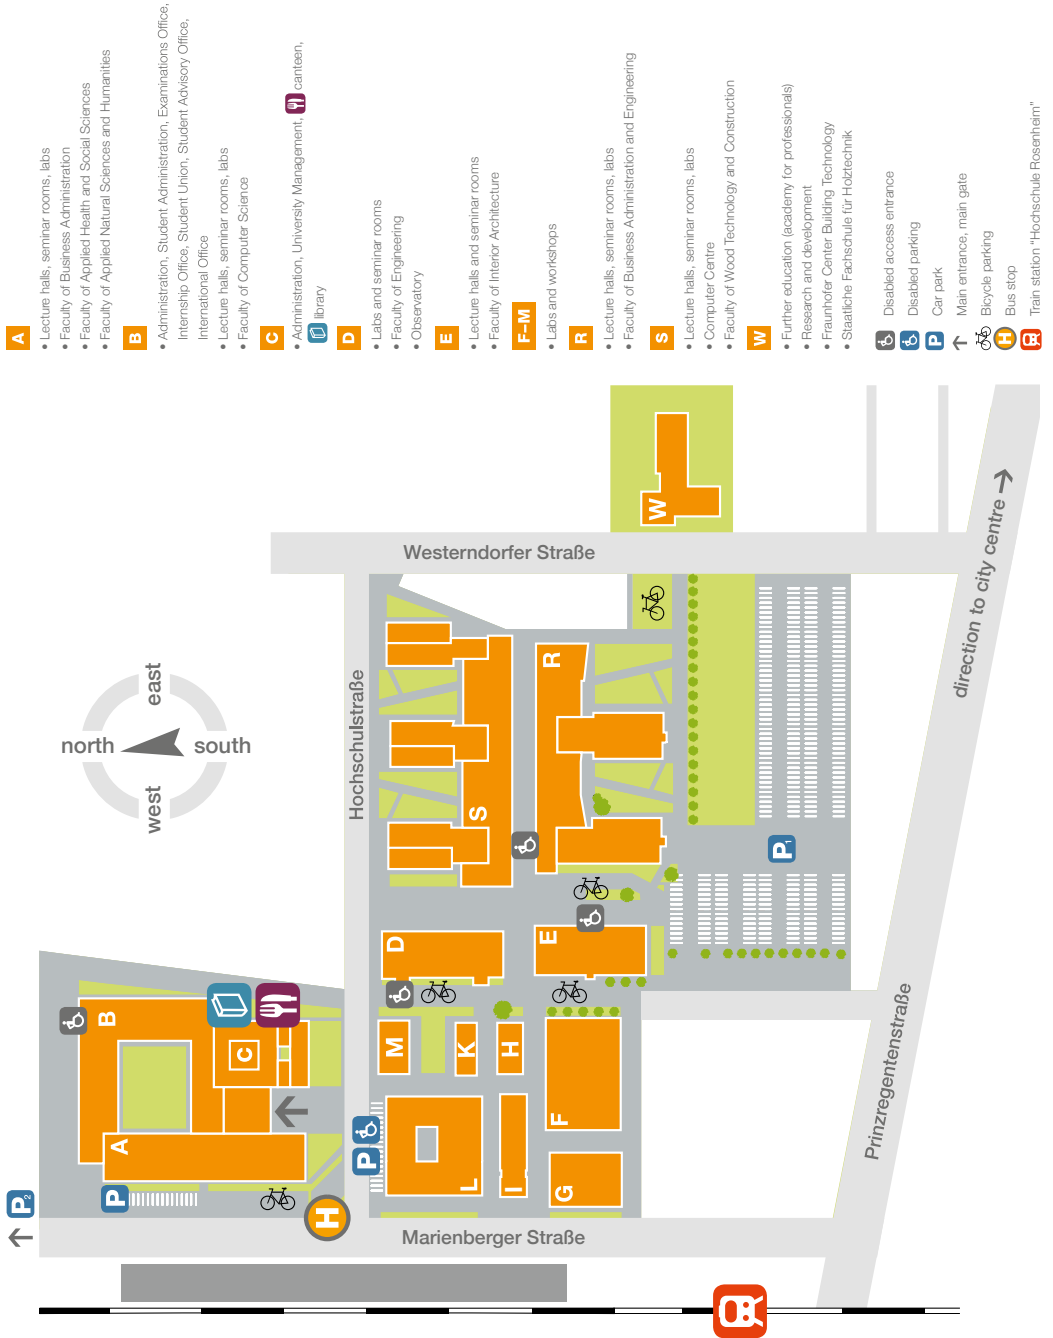 A
• Lecture halls, seminar rooms, labs
• Faculty of Business Administration
• Faculty of Applied Health and Social Sciences
• Faculty of Applied Natural Sciences and Humanities
B
• Administration, Student Administration, Examinations Office,
Internship Office, Student Union, Student Advisory Office,
International Office
• Lecture halls, seminar rooms, labs
• Faculty of Computer Science
C
• Administration, University Management, canteen,
library
D
• Labs and seminar rooms
• Faculty of Engineering
• Observatory
E
• Lecture halls and seminar rooms
• Faculty of Interior Architecture
F–M
• Labs and workshops
R
• Lecture halls, seminar rooms, labs
• Faculty of Business Administration and Engineering
S
• Lecture halls, seminar rooms, labs
• Computer Centre
• Faculty of Wood Technology and Construction
W
• Further education (academy for professionals)
• Research and development
• Fraunhofer Center Building Technology
• Staatliche Fachschule für Holztechnik
Disabled access entrance
Disabled parking
P Car park
Main entrance, main gate
Bicycle parking
H Bus stop
Train station "Hochschule Rosenheim"
north
east
south
west
Westerndorfer Straße
Hochschulstraße
Marienberger Straße
Prinzregentenstraße
direction to city centre
W
R
S
D
E
B
C
A
M
K
H
F
L
I
G
P
P
P1
P2
H